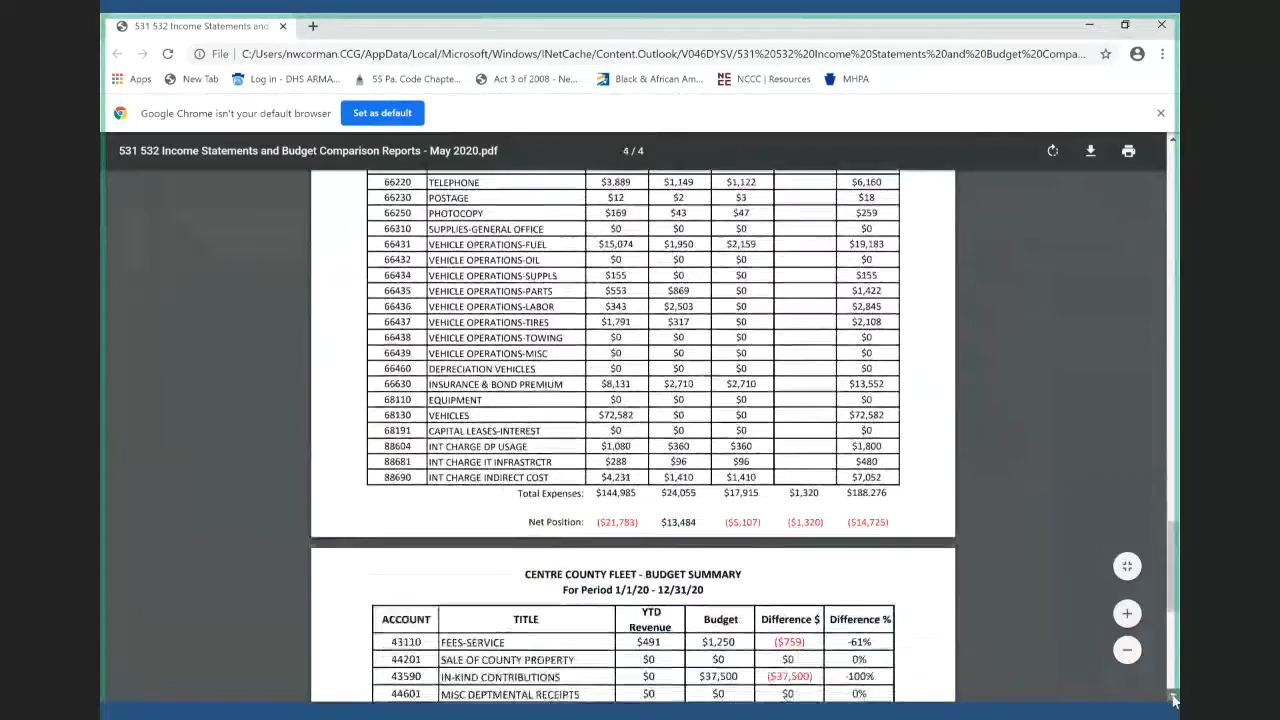 531 532 Income Statements and
File C:/Users/nwcorman.CCG/AppData/Local/Microsoft/Windows/INetCache/Content.Outlook/V046DYSV/531%20532%20Income%20Statements%20and%20Budget%20Compa...
Apps New Tab Log in - DHS ARMA... 55 Pa. Code Chapte... Act 3 of 2008 - Ne... Black & African Am... NCCC | Resources MHPA
Google Chrome isn't your default browser Set as default
531 532 Income Statements and Budget Comparison Reports - May 2020.pdf 4 / 4
66220 TELEPHONE $3,889 $1,149 $1,122 $6,160
66230 POSTAGE $12 $2 $3 $18
66250 PHOTOCOPY $169 $43 $47 $259
66310 SUPPLIES-GENERAL OFFICE $0 $0 $0 $0
66431 VEHICLE OPERATIONS-FUEL $15,074 $1,950 $2,159 $19,183
66432 VEHICLE OPERATIONS-OIL $0 $0 $0 $0
66434 VEHICLE OPERATIONS-SUPPLS $155 $0 $0 $155
66435 VEHICLE OPERATIONS-PARTS $553 $869 $0 $1,422
66436 VEHICLE OPERATIONS-LABOR $343 $2,503 $0 $2,845
66437 VEHICLE OPERATIONS-TIRES $1,791 $317 $0 $2,108
66438 VEHICLE OPERATIONS-TOWING $0 $0 $0 $0
66439 VEHICLE OPERATIONS-MISC $0 $0 $0 $0
66460 DEPRECIATION VEHICLES $0 $0 $0 $0
66630 INSURANCE & BOND PREMIUM $8,131 $2,710 $2,710 $13,552
68110 EQUIPMENT $0 $0 $0 $0
68130 VEHICLES $72,582 $0 $0 $72,582
68191 CAPITAL LEASES-INTEREST $0 $0 $0 $0
88604 INT CHARGE DP USAGE $1,080 $360 $360 $1,800
88681 INT CHARGE IT INFRASTRCTR $288 $96 $96 $480
88690 INT CHARGE INDIRECT COST $4,231 $1,410 $1,410 $7,052
Total Expenses: $144,985 $24,055 $17,915 $1,320 $188,276
Net Position: ($21,783) $13,484 ($5,107) ($1,320) ($14,725)
CENTRE COUNTY FLEET - BUDGET SUMMARY
For Period 1/1/20 - 12/31/20
ACCOUNT TITLE YTD Revenue Budget Difference $ Difference %
43110 FEES-SERVICE $491 $1,250 ($759) -61%
44201 SALE OF COUNTY PROPERTY $0 $0 $0 0%
43590 IN-KIND CONTRIBUTIONS $0 $37,500 ($37,500) -100%
44601 MISC DEPTMENTAL RECEIPTS $0 $0 $0 0%